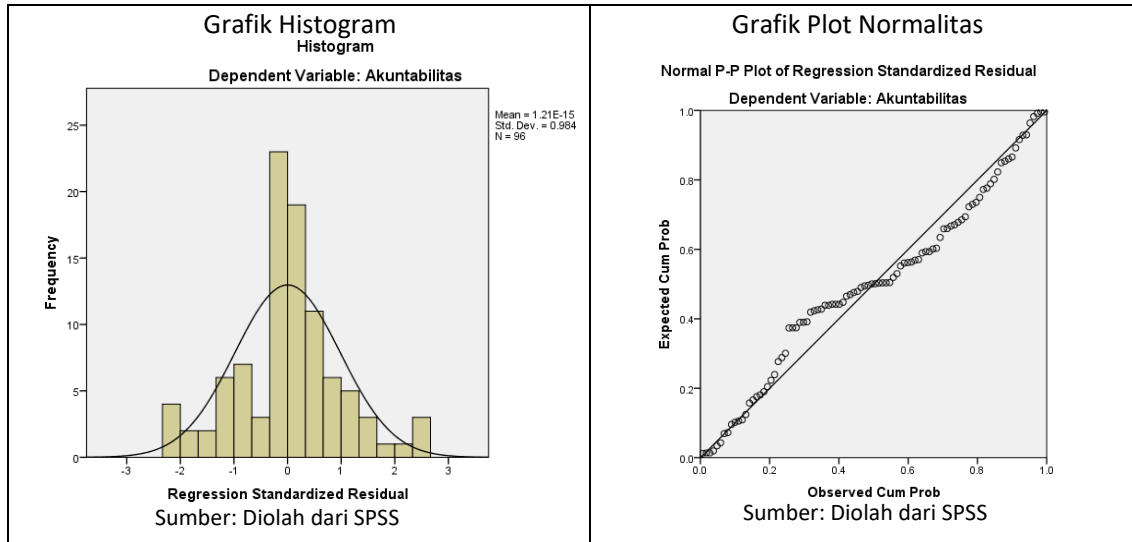 Grafik Histogram
Histogram
Dependent Variable: Akuntabilitas
Mean = 1.21E-15
Std. Dev. = 0.984
N = 96
25
20
15
10
5
0
Frequency
-3 -2 -1 0 1 2 3
Regression Standardized Residual
Sumber: Diolah dari SPSS
Grafik Plot Normalitas
Normal P-P Plot of Regression Standardized Residual
Dependent Variable: Akuntabilitas
1.0
0.8
0.6
0.4
0.2
0.0
Expected Cum Prob
0.0 0.2 0.4 0.6 0.8 1.0
Observed Cum Prob
Sumber: Diolah dari SPSS